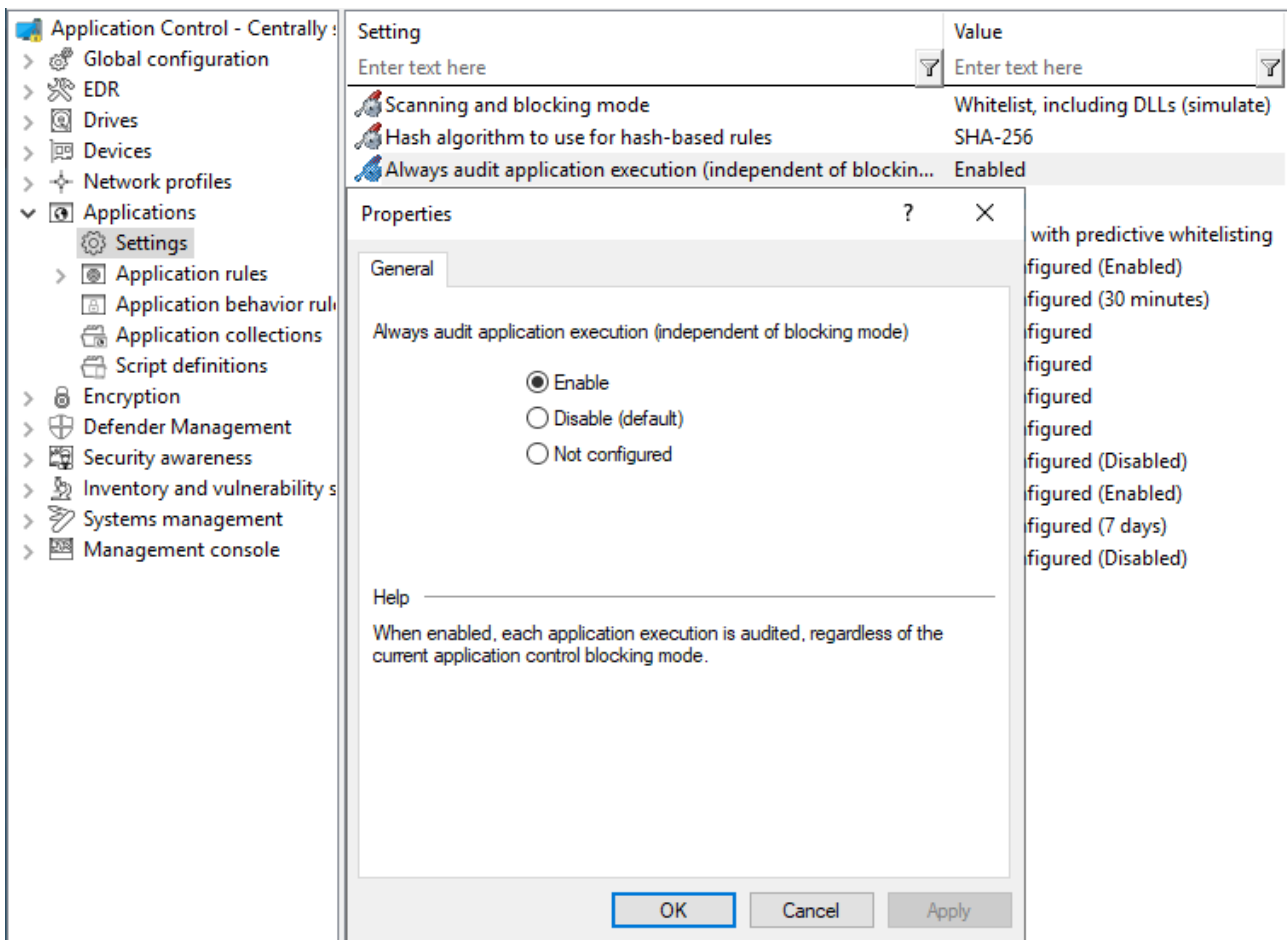 Application Control - Centrally
Global configuration
EDR
Drives
Devices
Network profiles
Applications
Settings
Application rules
Application behavior
Application collections
Script definitions
Encryption
Defender Management
Security awareness
Inventory and vulnerability
Systems management
Management console
Setting Value
Enter text here Enter text here
Scanning and blocking mode Whitelist, including DLLs (simulate)
Hash algorithm to use for hash-based rules SHA-256
Always audit application execution (independent of blockin... Enabled
with predictive whitelisting
figured (Enabled)
figured (30 minutes)
figured
figured
figured
figured
figured (Disabled)
figured (Enabled)
figured (7 days)
figured (Disabled)
Properties ?
General
Always audit application execution (independent of blocking mode)
Enable
Disable (default)
Not configured
Help
When enabled, each application execution is audited, regardless of the
current application control blocking mode.
OK Cancel Apply